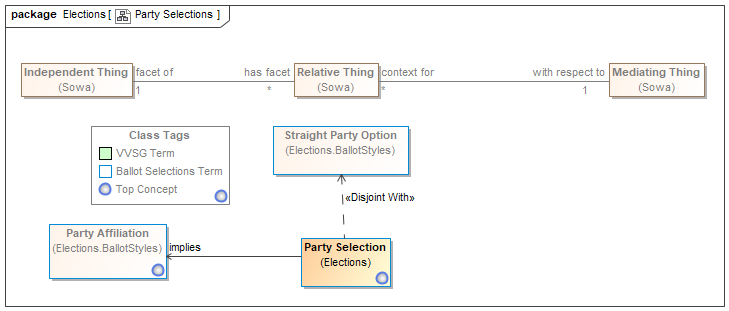 package Elections [ Party Selections ]
Independent Thing
(Sowa)
facet of
1
has facet
*
Relative Thing
(Sowa)
context for
*
with respect to
1
Mediating Thing
(Sowa)
Class Tags
VVSG Term
Ballot Selections Term
Top Concept
Straight Party Option
(Elections.BallotStyles)
«Disjoint With»
Party Affiliation
(Elections.BallotStyles)
implies
Party Selection
(Elections)